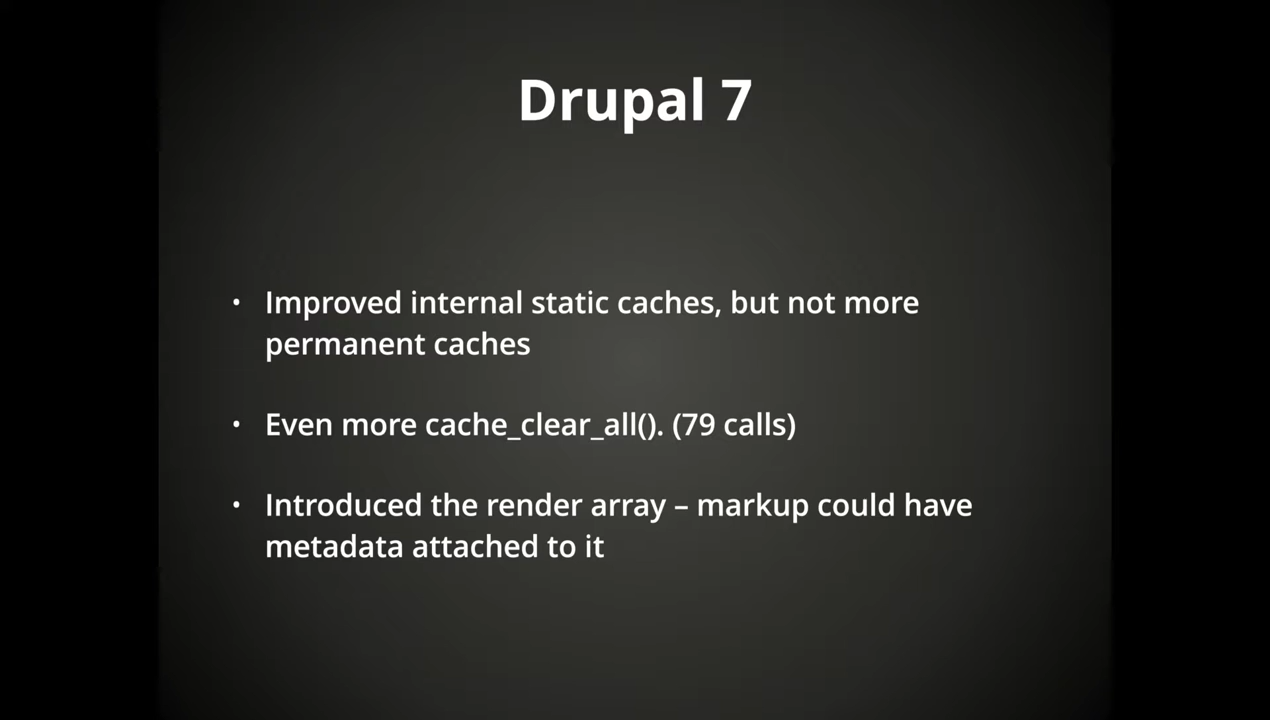 Drupal 7
• Improved internal static caches, but not more
permanent caches
• Even more cache_clear_all(). (79 calls)
• Introduced the render array – markup could have
metadata attached to it